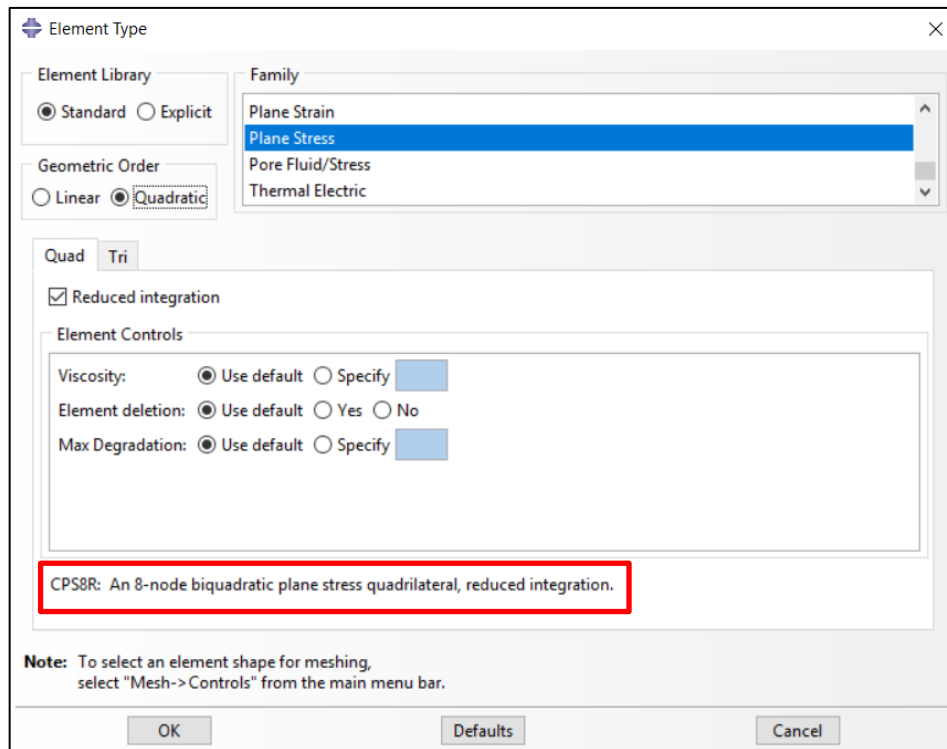 Element Type
Element Library
Standard Explicit
Family
Plane Strain
Plane Stress
Pore Fluid/Stress
Thermal Electric
Geometric Order
Linear Quadratic
Quad Tri
Reduced integration
Element Controls
Viscosity: Use default Specify
Element deletion: Use default Yes No
Max Degradation: Use default Specify
CPS8R: An 8-node biquadratic plane stress quadrilateral, reduced integration.
Note: To select an element shape for meshing,
select "Mesh->Controls" from the main menu bar.
OK Defaults Cancel